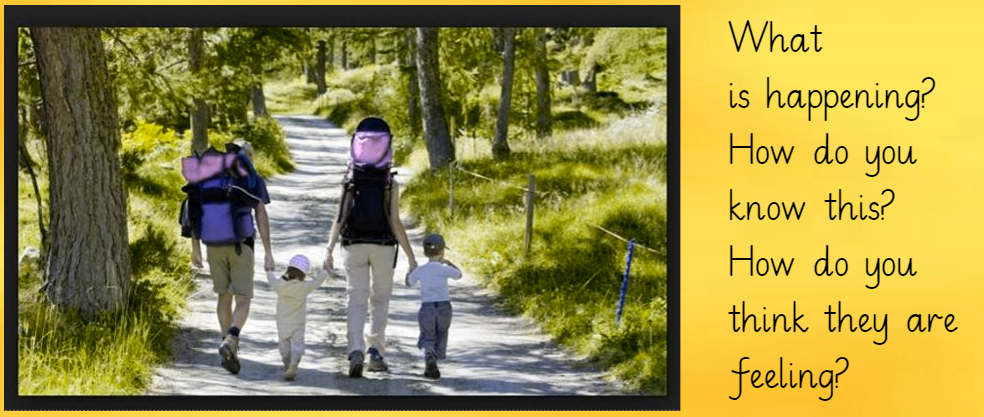 What
is happening?
How do you
know this?
How do you
think they are
feeling?